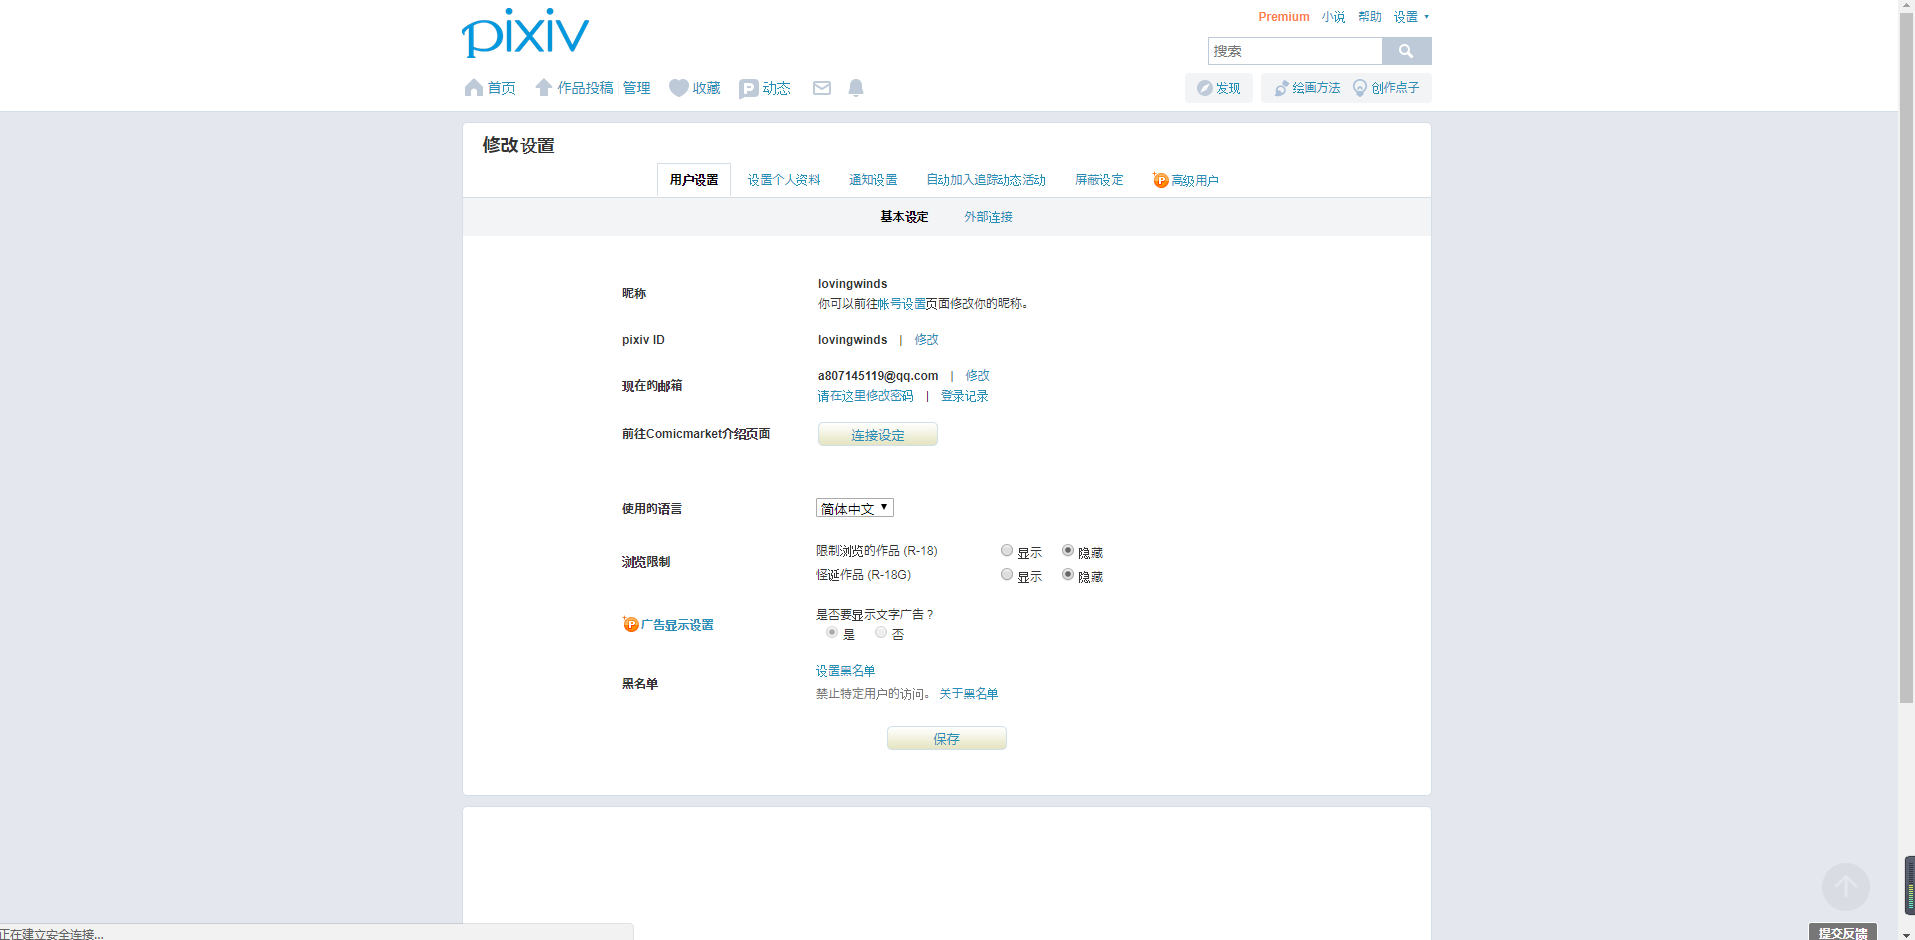 pixiv
Premium 小说 帮助 设置
搜索
首页 作品投稿 管理 收藏 动态
发现 绘画方法 创作点子
修改设置
用户设置 设置个人资料 通知设置 自动加入追踪动态活动 屏蔽设定 高级用户
基本设定 外部连接
昵称
lovingwinds
你可以前往帐号设置页面修改你的昵称。
pixiv ID
lovingwinds | 修改
现在的邮箱
a807145119@qq.com | 修改
请在这里修改密码 | 登录记录
前往Comicmarket介绍页面
连接设定
使用的语言
简体中文
浏览限制
限制浏览的作品 (R-18) 显示 隐藏
怪诞作品 (R-18G) 显示 隐藏
广告显示设置
是否要显示文字广告？
是 否
黑名单
设置黑名单
禁止特定用户的访问。 关于黑名单
保存
正在建立安全连接...
提交反馈